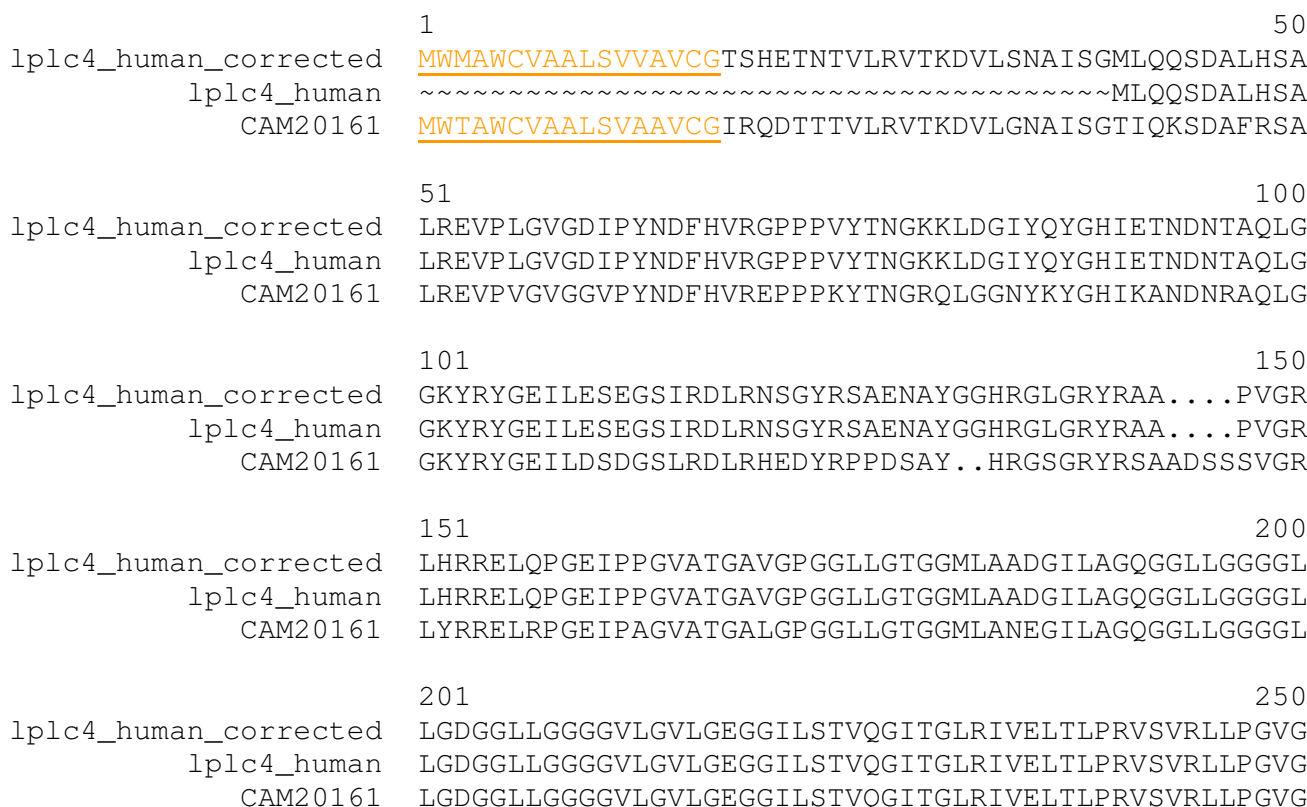 1 50
lplc4_human_corrected MWMAWCVAALSVVAVCGTSHETNTVLRVTKDVLSNAISGMLQQSDALHSA
lplc4_human ~~~~~~~~~~~~~~~~~~~~~~~~~~~~~~~~~~~~~~~MLQQSDALHSA
CAM20161 MWTAWCVAALSVAAVCGIRQDTTTVLRVTKDVLGNAISGTIQKSDAFRSA
51 100
lplc4_human_corrected LREVPLGVGDIPYNDFHVRGPPPVYTNGKKLDGIYQYGHIETNDNTAQLG
lplc4_human LREVPLGVGDIPYNDFHVRGPPPVYTNGKKLDGIYQYGHIETNDNTAQLG
CAM20161 LREVPVGVGGVPYNDFHVREPPPKYTNGRQLGGNYKYGHIKANDNRAQLG
101 150
lplc4_human_corrected GKYRYGEILESEGSIRDLRNSGYRSAENAYGGHRGLGRYRAA....PVGR
lplc4_human GKYRYGEILESEGSIRDLRNSGYRSAENAYGGHRGLGRYRAA....PVGR
CAM20161 GKYRYGEILDSDGSLRDLRHEDYRPPDSAY..HRGSGRYRSAADSSSVGR
151 200
lplc4_human_corrected LHRRELQPGEIPPGVATGAVGPGGLLGTGGMLAADGILAGQGGLLGGGGL
lplc4_human LHRRELQPGEIPPGVATGAVGPGGLLGTGGMLAADGILAGQGGLLGGGGL
CAM20161 LYRRELRPGEIPAGVATGALGPGGLLGTGGMLANEGILAGQGGLLGGGGL
201 250
lplc4_human_corrected LGDGGLLGGGGVLGVLGEGGILSTVQGITGLRIVELTLPRVSVRLLPGVG
lplc4_human LGDGGLLGGGGVLGVLGEGGILSTVQGITGLRIVELTLPRVSVRLLPGVG
CAM20161 LGDGGLLGGGGVLGVLGEGGILSTVQGITGLRIVELTLPRVSVRLLPGVG